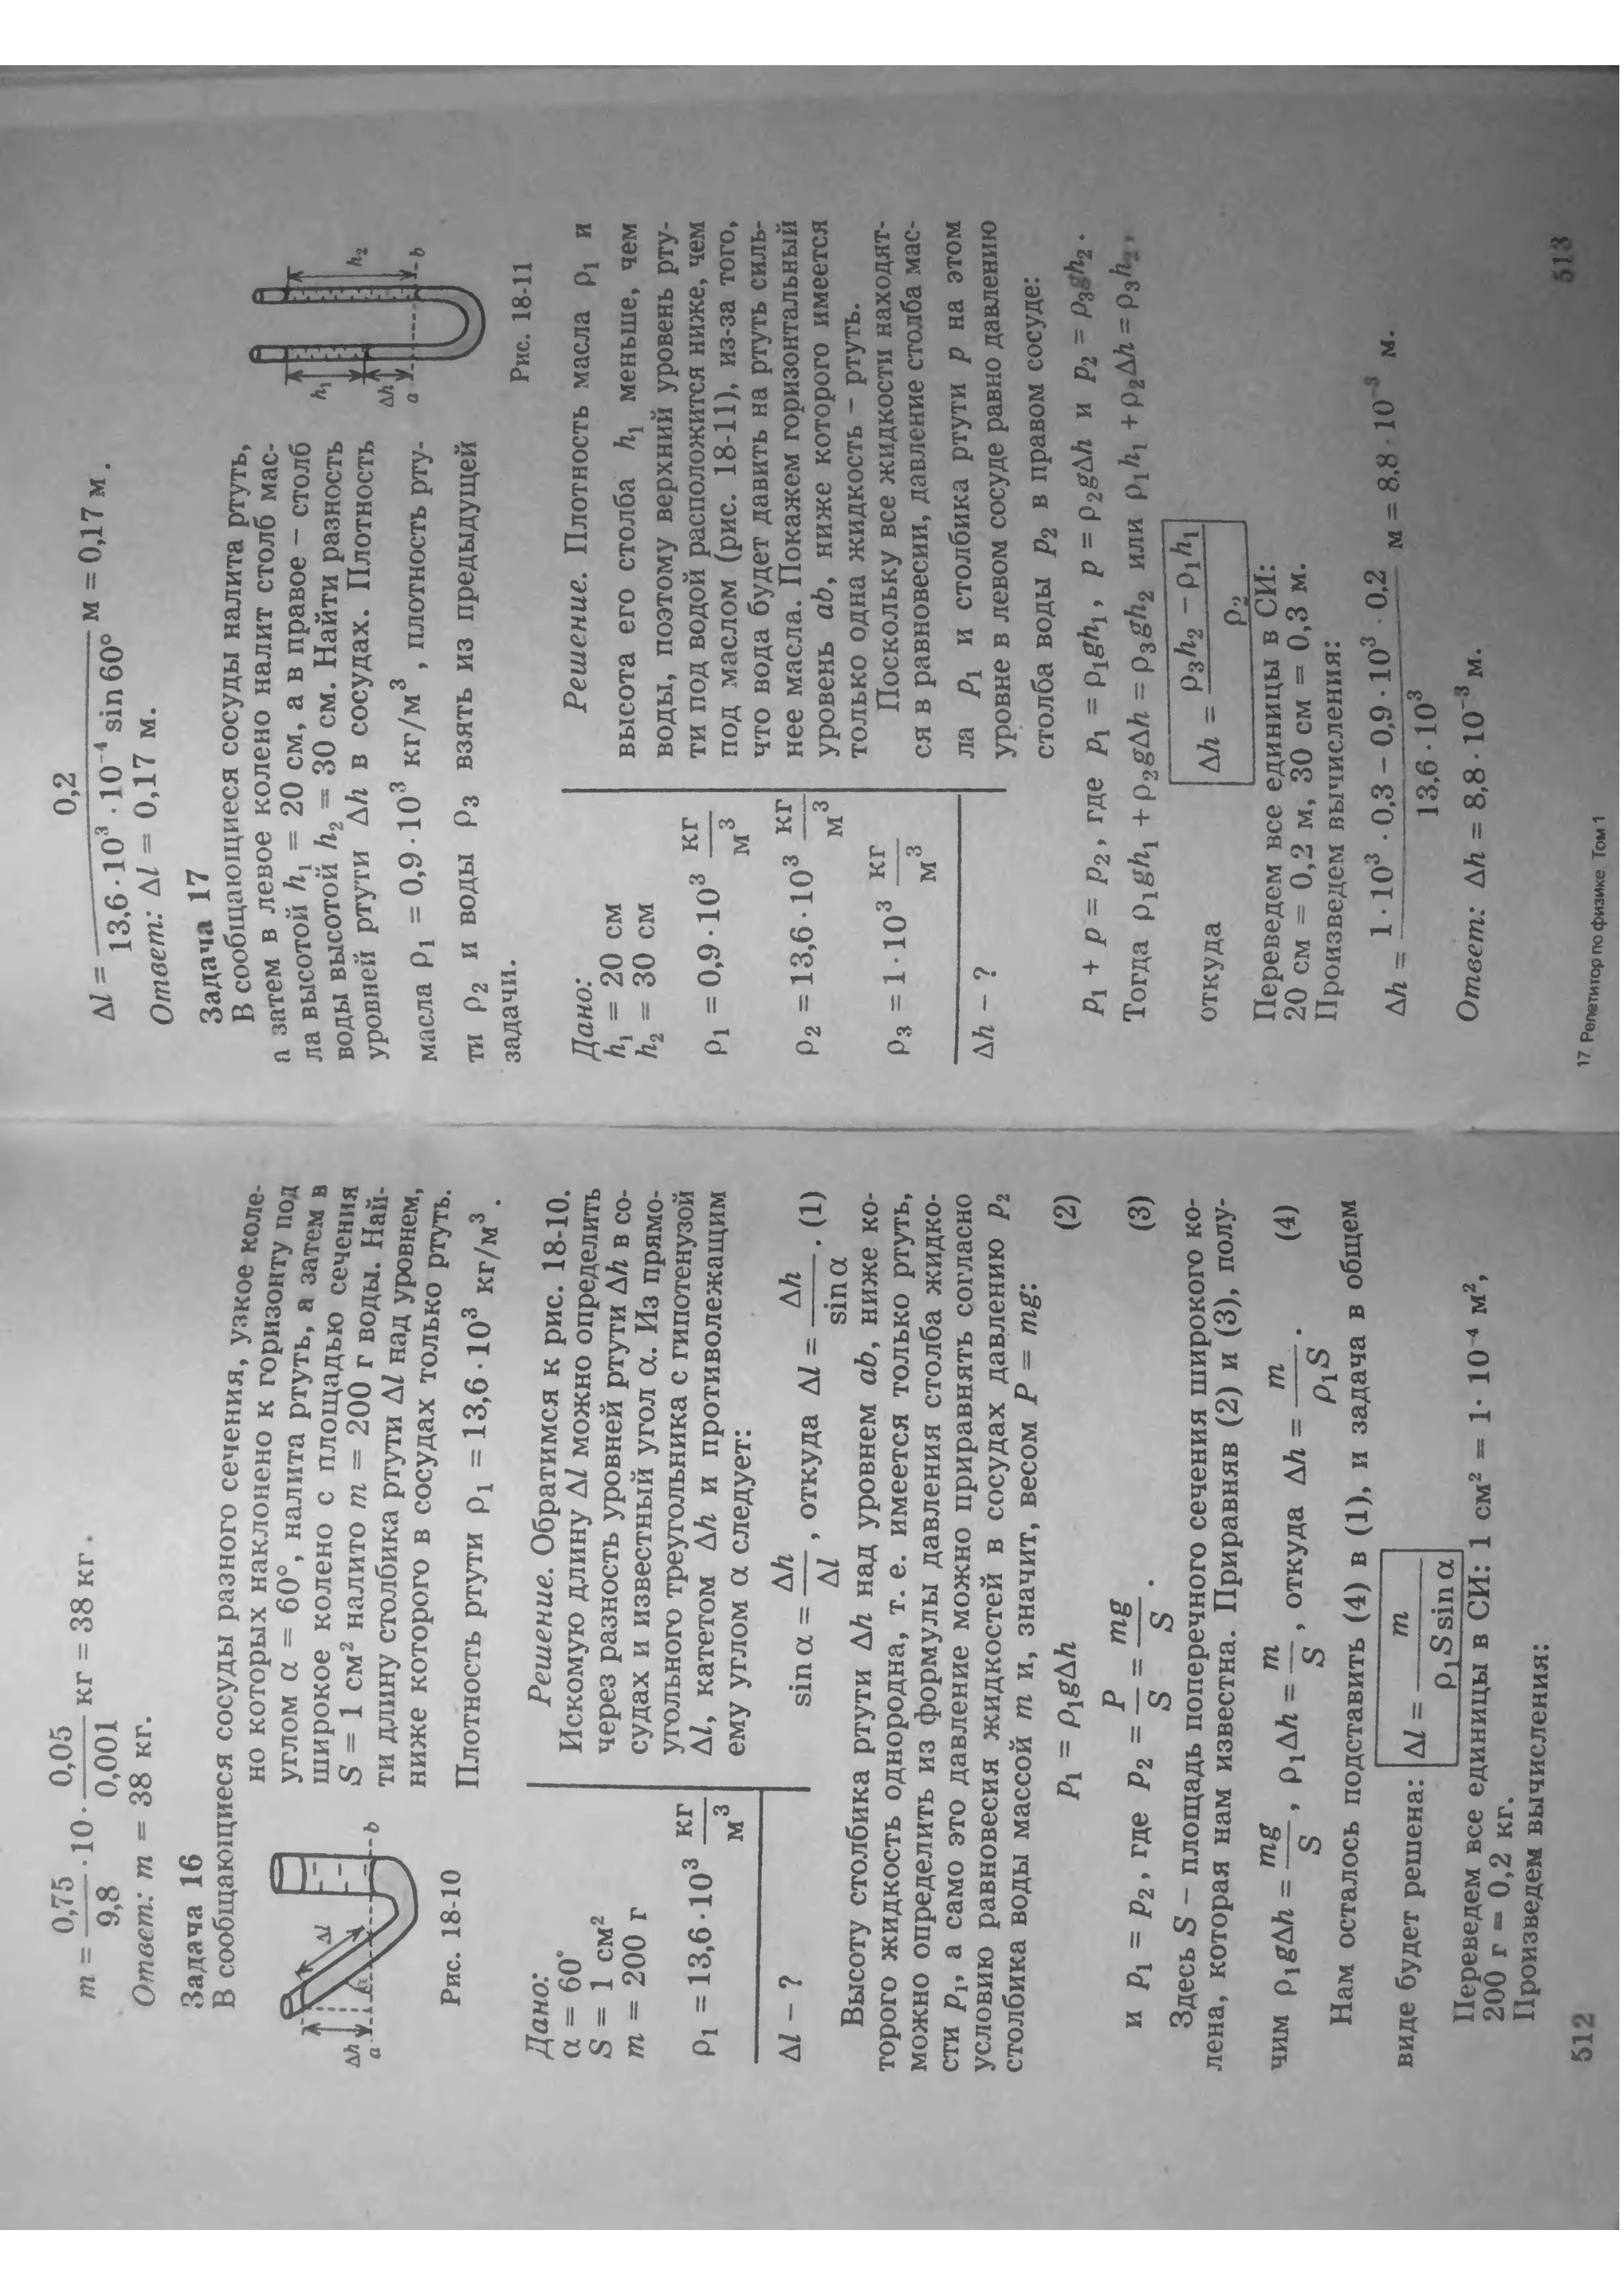 m = 0,75/9,8 · 10 · 0,05/0,001 кг = 38 кг .
Ответ: m = 38 кг.
Задача 16
В сообщающиеся сосуды разного сечения, узкое коле-
но которых наклонено к горизонту под
углом α = 60°, налита ртуть, а затем в
широкое колено с площадью сечения
S = 1 см² налито m = 200 г воды. Най-
ти длину столбика ртути Δl над уровнем,
ниже которого в сосудах только ртуть.
Плотность ртути ρ₁ = 13,6 · 10³ кг/м³ .
Δl
Δh
α
a
b
Рис. 18-10
Дано:
α = 60°
S = 1 см²
m = 200 г
ρ₁ = 13,6 · 10³ кг/м³
Δl – ?
Решение. Обратимся к рис. 18-10.
Искомую длину Δl можно определить
через разность уровней ртути Δh в со-
судах и известный угол α. Из прямо-
угольного треугольника с гипотенузой
Δl, катетом Δh и противолежащим
ему углом α следует:
sin α = Δh/Δl , откуда Δl = Δh/sin α . (1)
Высоту столбика ртути Δh над уровнем ab, ниже ко-
торого жидкость однородна, т. е. имеется только ртуть,
можно определить из формулы давления столба жидко-
сти p₁, а само это давление можно приравнять согласно
условию равновесия жидкостей в сосудах давлению p₂
столбика воды массой m и, значит, весом P = mg:
p₁ = ρ₁gΔh (2)
и p₁ = p₂ , где p₂ = P/S = mg/S . (3)
Здесь S – площадь поперечного сечения широкого ко-
лена, которая нам известна. Приравняв (2) и (3), полу-
чим ρ₁gΔh = mg/S , ρ₁Δh = m/S , откуда Δh = m/ρ₁S . (4)
Нам осталось подставить (4) в (1), и задача в общем
виде будет решена: Δl = m/ρ₁S sin α
Переведем все единицы в СИ: 1 см² = 1· 10⁻⁴ м²,
200 г = 0,2 кг.
Произведем вычисления:
512
Δl = 0,2/13,6 · 10³ · 10⁻⁴ sin 60° м = 0,17 м .
Ответ: Δl = 0,17 м.
Задача 17
В сообщающиеся сосуды налита ртуть,
а затем в левое колено налит столб мас-
ла высотой h₁ = 20 см, а в правое – столб
воды высотой h₂ = 30 см. Найти разность
уровней ртути Δh в сосудах. Плотность
масла ρ₁ = 0,9 · 10³ кг/м³ , плотность рту-
ти ρ₂ и воды ρ₃ взять из предыдущей
задачи.
h₁
h₂
Δh
a
b
Рис. 18-11
Дано:
h₁ = 20 см
h₂ = 30 см
ρ₁ = 0,9 · 10³ кг/м³
ρ₂ = 13,6 · 10³ кг/м³
ρ₃ = 1 · 10³ кг/м³
Δh – ?
Решение. Плотность масла ρ₁ и
высота его столба h₁ меньше, чем
воды, поэтому верхний уровень рту-
ти под водой расположится ниже, чем
под маслом (рис. 18-11), из-за того,
что вода будет давить на ртуть силь-
нее масла. Покажем горизонтальный
уровень ab, ниже которого имеется
только одна жидкость – ртуть.
Поскольку все жидкости находят-
ся в равновесии, давление столба мас-
ла p₁ и столбика ртути p на этом
уровне в левом сосуде равно давлению
столба воды p₂ в правом сосуде:
p₁ + p = p₂ , где p₁ = ρ₁gh₁ , p = ρ₂gΔh и p₂ = ρ₃gh₂ .
Тогда ρ₁gh₁ + ρ₂gΔh = ρ₃gh₂ или ρ₁h₁ + ρ₂Δh = ρ₃h₂ ,
откуда Δh = ρ₃h₂ – ρ₁h₁/ρ₂
Переведем все единицы в СИ:
20 см = 0,2 м, 30 см = 0,3 м.
Произведем вычисления:
Δh = 1 · 10³ · 0,3 – 0,9 · 10³ · 0,2/13,6 · 10³ м = 8,8 · 10⁻³ м.
Ответ: Δh = 8,8 · 10⁻³ м.
17 Репетитор по физике. Том 1
513